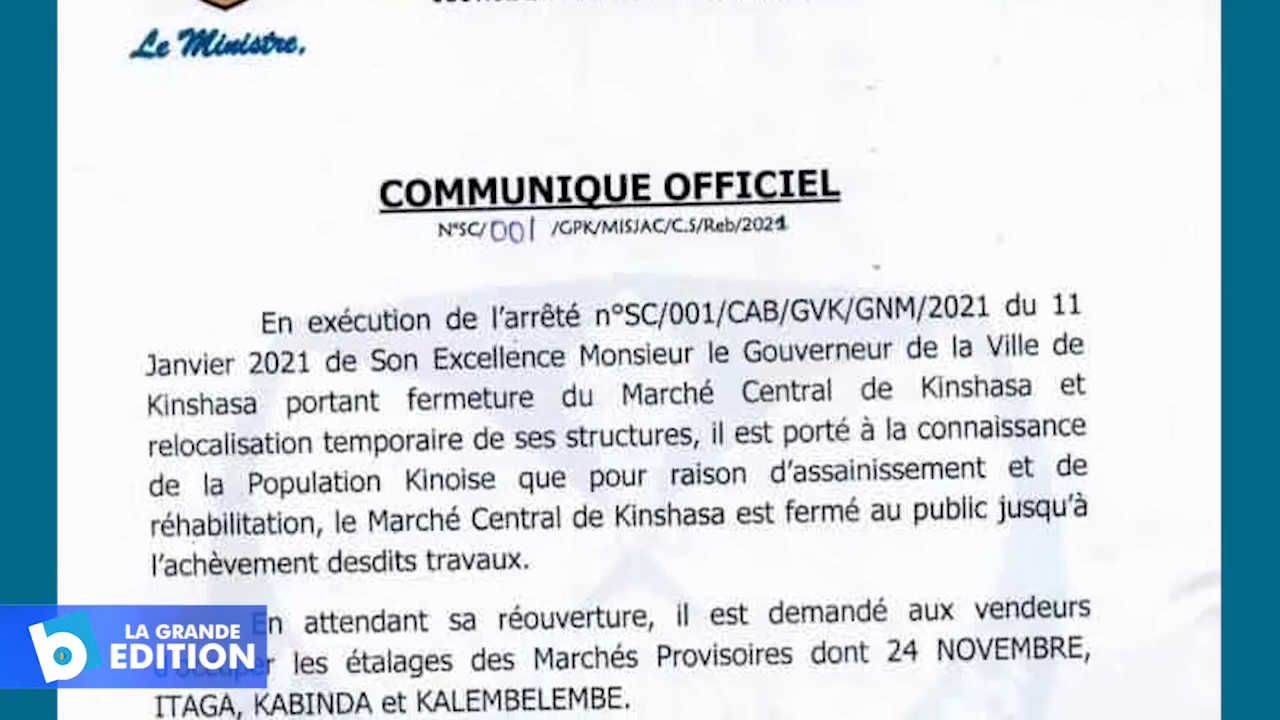 Le Ministre.
COMMUNIQUE OFFICIEL
N°SC/001/GPK/MISJAC/C.S/Reb/2021
En exécution de l'arrêté n°SC/001/CAB/GVK/GNM/2021 du 11
Janvier 2021 de Son Excellence Monsieur le Gouverneur de la Ville de
Kinshasa portant fermeture du Marché Central de Kinshasa et
relocalisation temporaire de ses structures, il est porté à la connaissance
de la Population Kinoise que pour raison d'assainissement et de
réhabilitation, le Marché Central de Kinshasa est fermé au public jusqu'à
l'achèvement desdits travaux.
En attendant sa réouverture, il est demandé aux vendeurs
d'occuper les étalages des Marchés Provisoires dont 24 NOVEMBRE,
ITAGA, KABINDA et KALEMBELEMBE.
b LA GRANDE
EDITION